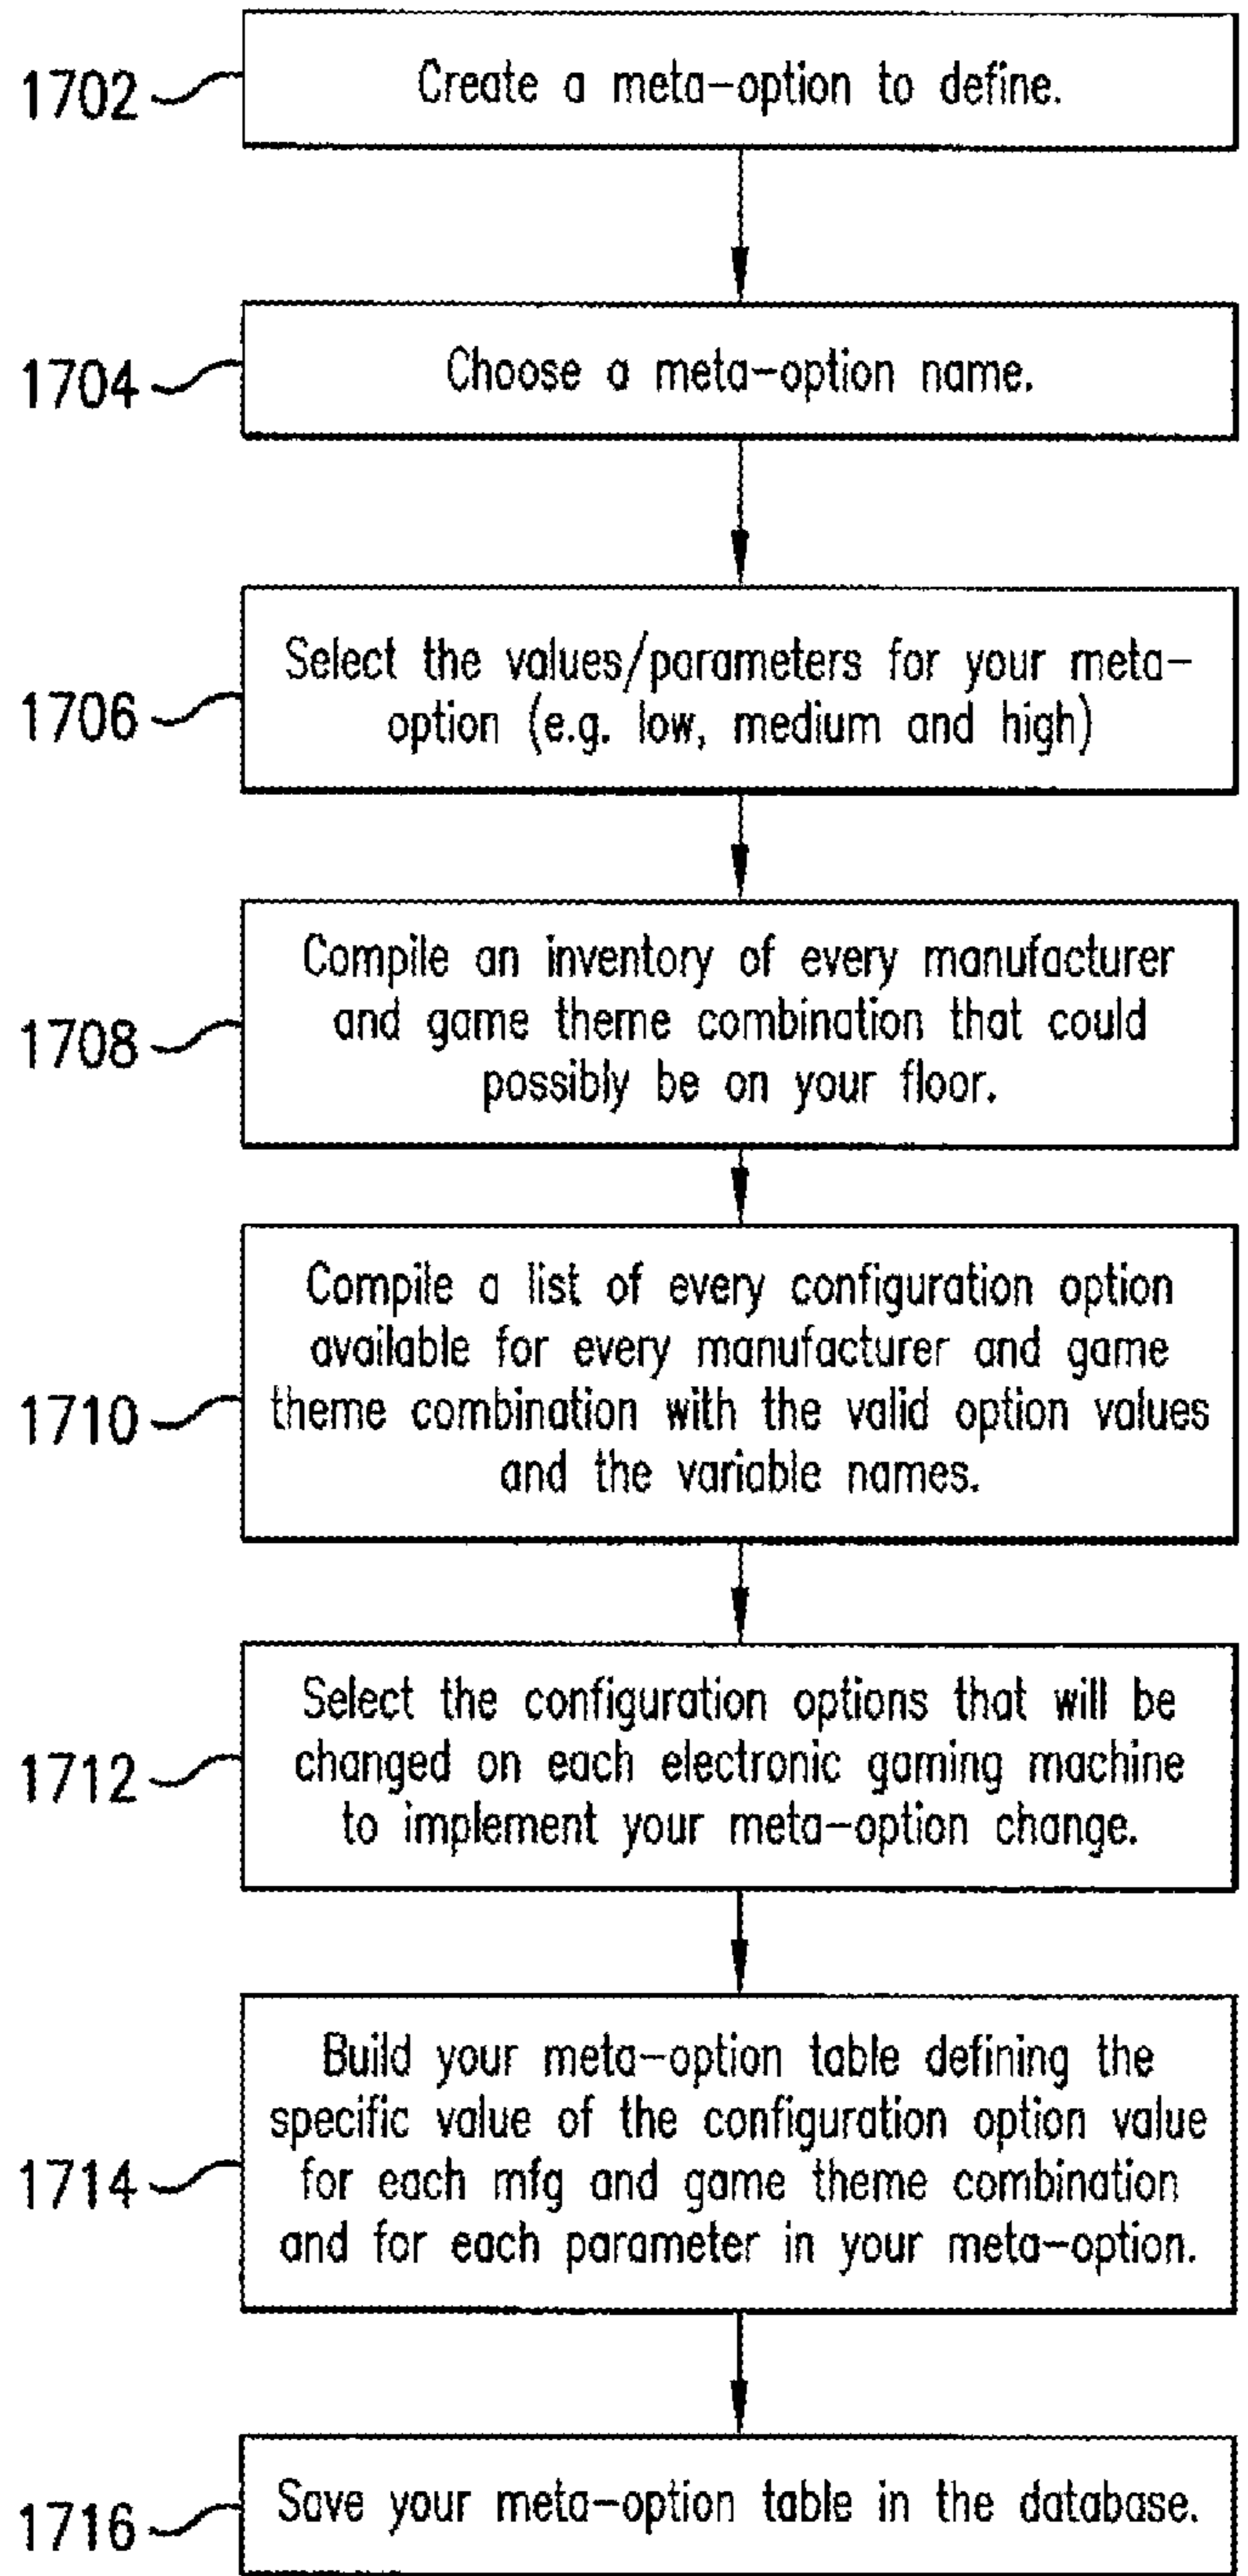 1702
Create a meta-option to define.
1704
Choose a meta-option name.
1706
Select the values/parameters for your meta-
option (e.g. low, medium and high)
1708
Compile an inventory of every manufacturer
and game theme combination that could
possibly be on your floor.
1710
Compile a list of every configuration option
available for every manufacturer and game
theme combination with the valid option values
and the variable names.
1712
Select the configuration options that will be
changed on each electronic gaming machine
to implement your meta-option change.
1714
Build your meta-option table defining the
specific value of the configuration option value
for each mfg and game theme combination
and for each parameter in your meta-option.
1716
Save your meta-option table in the database.